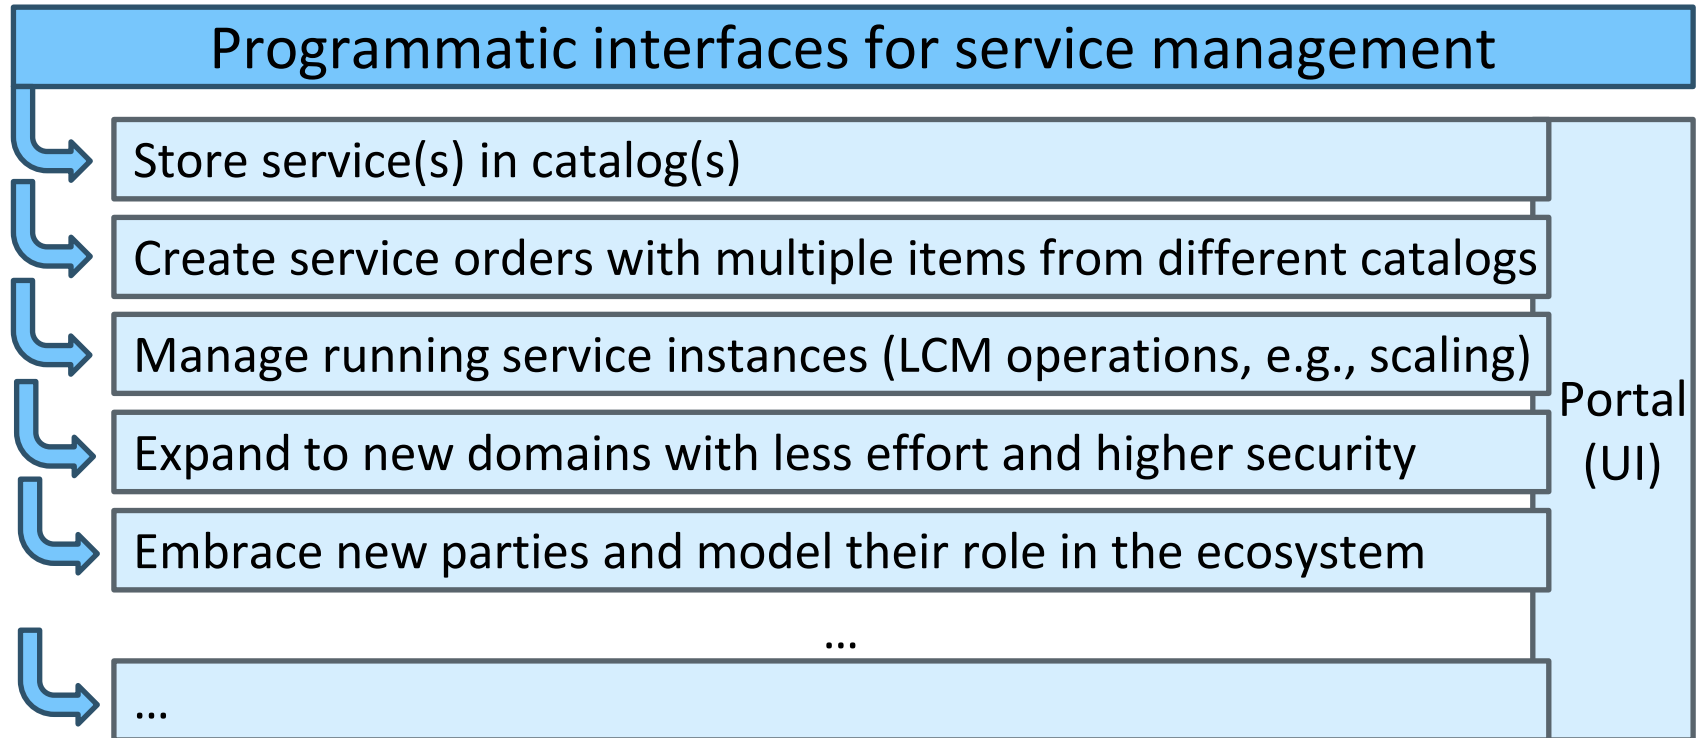 Programmatic interfaces for service management
Store service(s) in catalog(s)
Create service orders with multiple items from different catalogs
Manage running service instances (LCM operations, e.g., scaling)
Expand to new domains with less effort and higher security
Embrace new parties and model their role in the ecosystem
...
...
Portal
(UI)